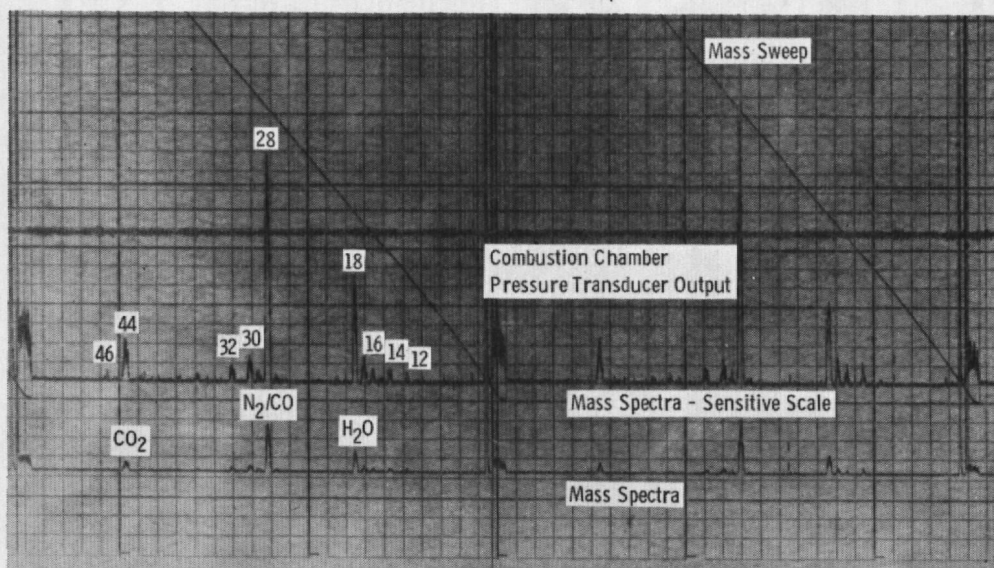 Mass Sweep
28
18
Combustion Chamber
Pressure Transducer Output
44
46
32
30
16
14
12
N₂/CO
Mass Spectra - Sensitive Scale
CO₂
H₂O
Mass Spectra